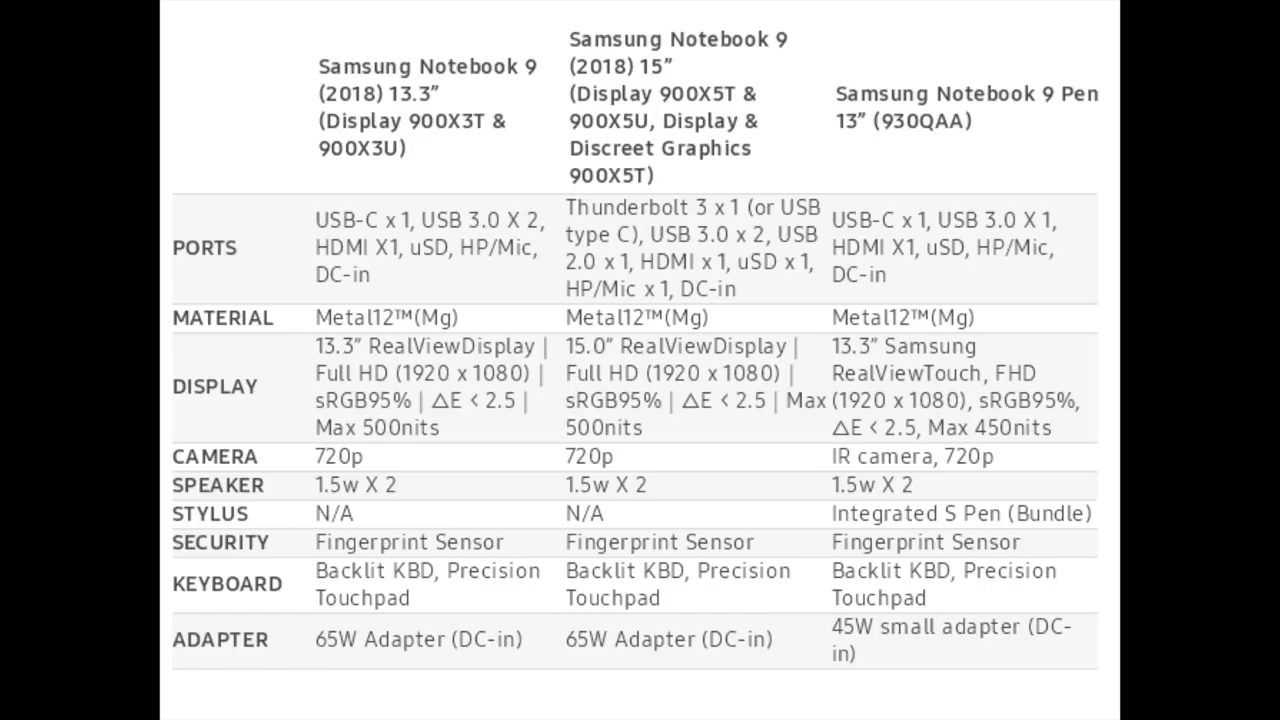 Samsung Notebook 9
(2018) 13.3”
(Display 900X3T &
900X3U)
Samsung Notebook 9
(2018) 15”
(Display 900X5T &
900X5U, Display &
Discreet Graphics
900X5T)
Samsung Notebook 9 Pen
13” (930QAA)
PORTS
USB-C x 1, USB 3.0 X 2,
HDMI X1, uSD, HP/Mic,
DC-in
Thunderbolt 3 x 1 (or USB
type C), USB 3.0 x 2, USB
2.0 x 1, HDMI x 1, uSD x 1,
HP/Mic x 1, DC-in
USB-C x 1, USB 3.0 X 1,
HDMI X1, uSD, HP/Mic,
DC-in
MATERIAL
Metal12™(Mg)
Metal12™(Mg)
Metal12™(Mg)
DISPLAY
13.3” RealViewDisplay |
Full HD (1920 x 1080) |
sRGB95% | △E < 2.5 |
Max 500nits
15.0” RealViewDisplay |
Full HD (1920 x 1080) |
sRGB95% | △E < 2.5 | Max
500nits
13.3” Samsung
RealViewTouch, FHD
(1920 x 1080), sRGB95%,
△E < 2.5, Max 450nits
CAMERA
720p
720p
IR camera, 720p
SPEAKER
1.5w X 2
1.5w X 2
1.5w X 2
STYLUS
N/A
N/A
Integrated S Pen (Bundle)
SECURITY
Fingerprint Sensor
Fingerprint Sensor
Fingerprint Sensor
KEYBOARD
Backlit KBD, Precision
Touchpad
Backlit KBD, Precision
Touchpad
Backlit KBD, Precision
Touchpad
ADAPTER
65W Adapter (DC-in)
65W Adapter (DC-in)
45W small adapter (DC-
in)